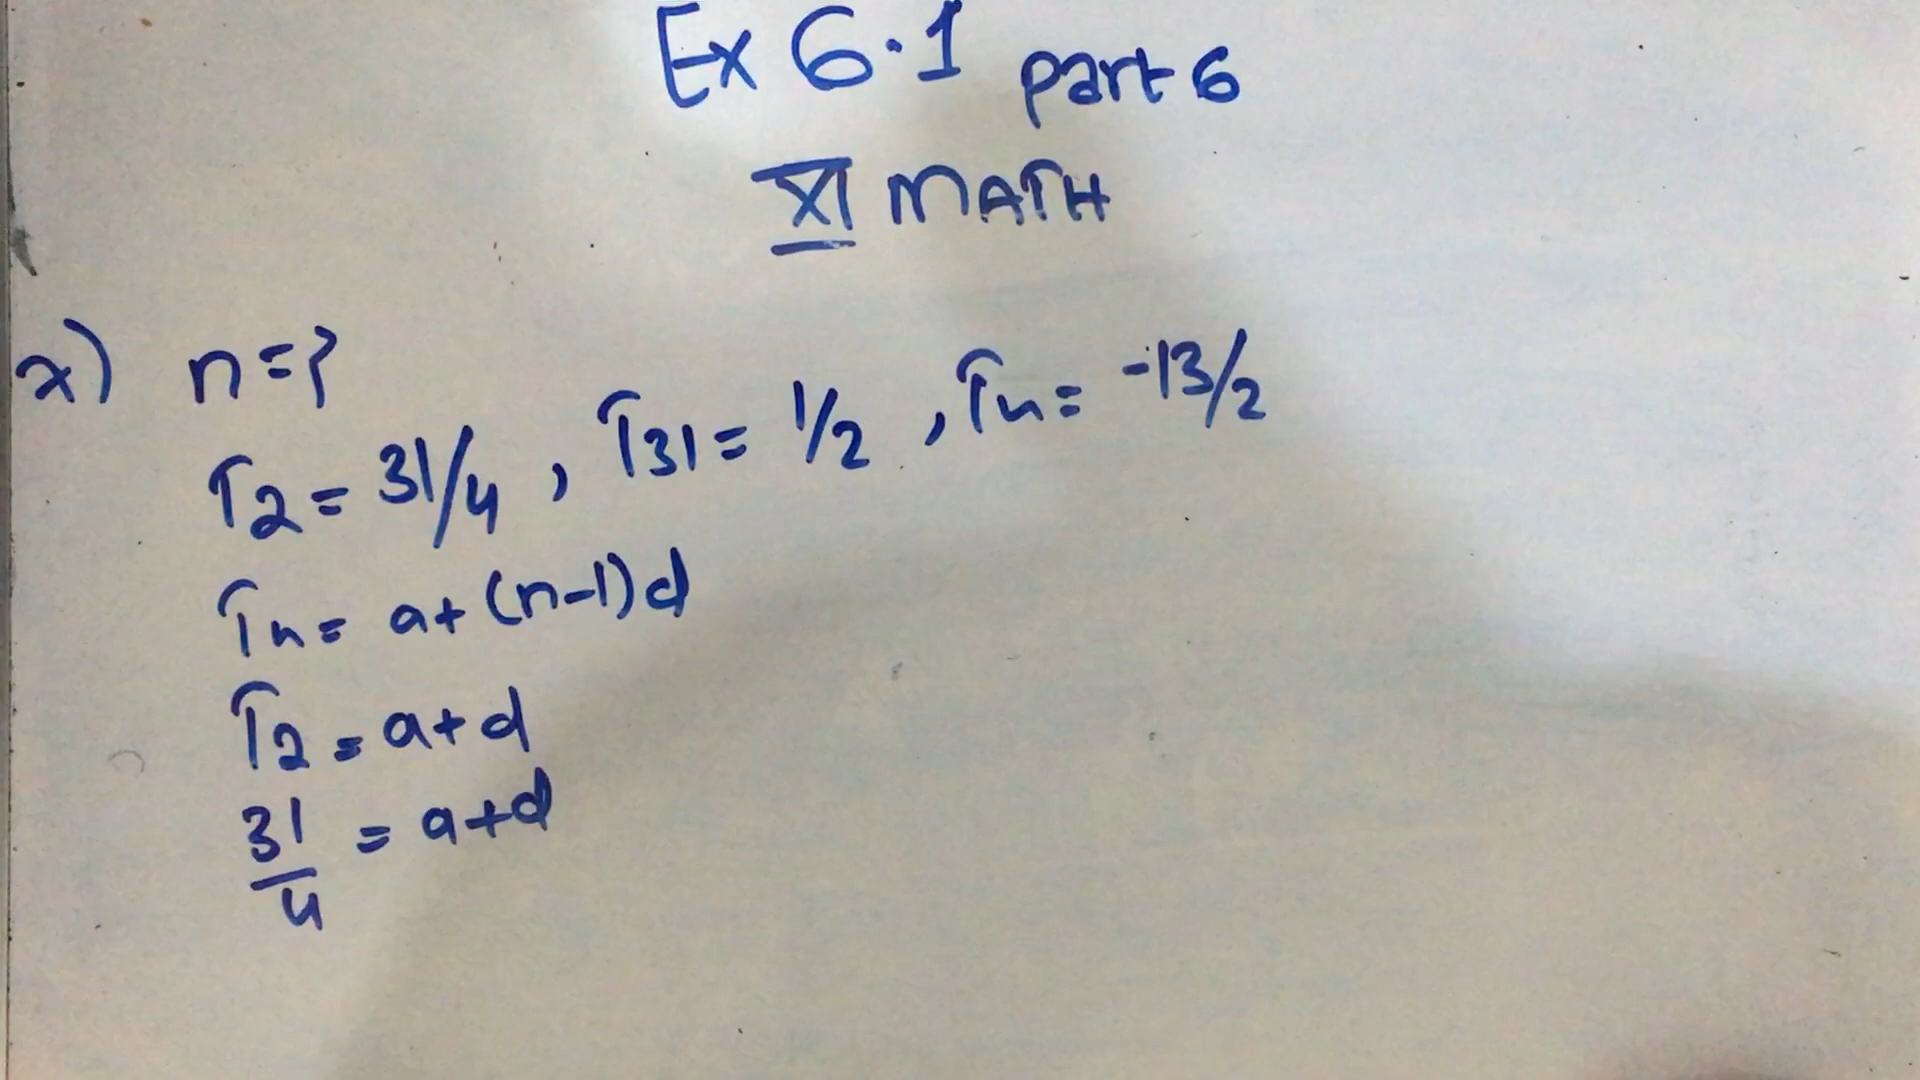 Ex 6.1 part 6
XI MATH
x) n=?
T2 = 31/4 , T31 = 1/2 , Tn = -13/2
Tn = a+(n-1)d
T2 = a+d
31/4 = a+d